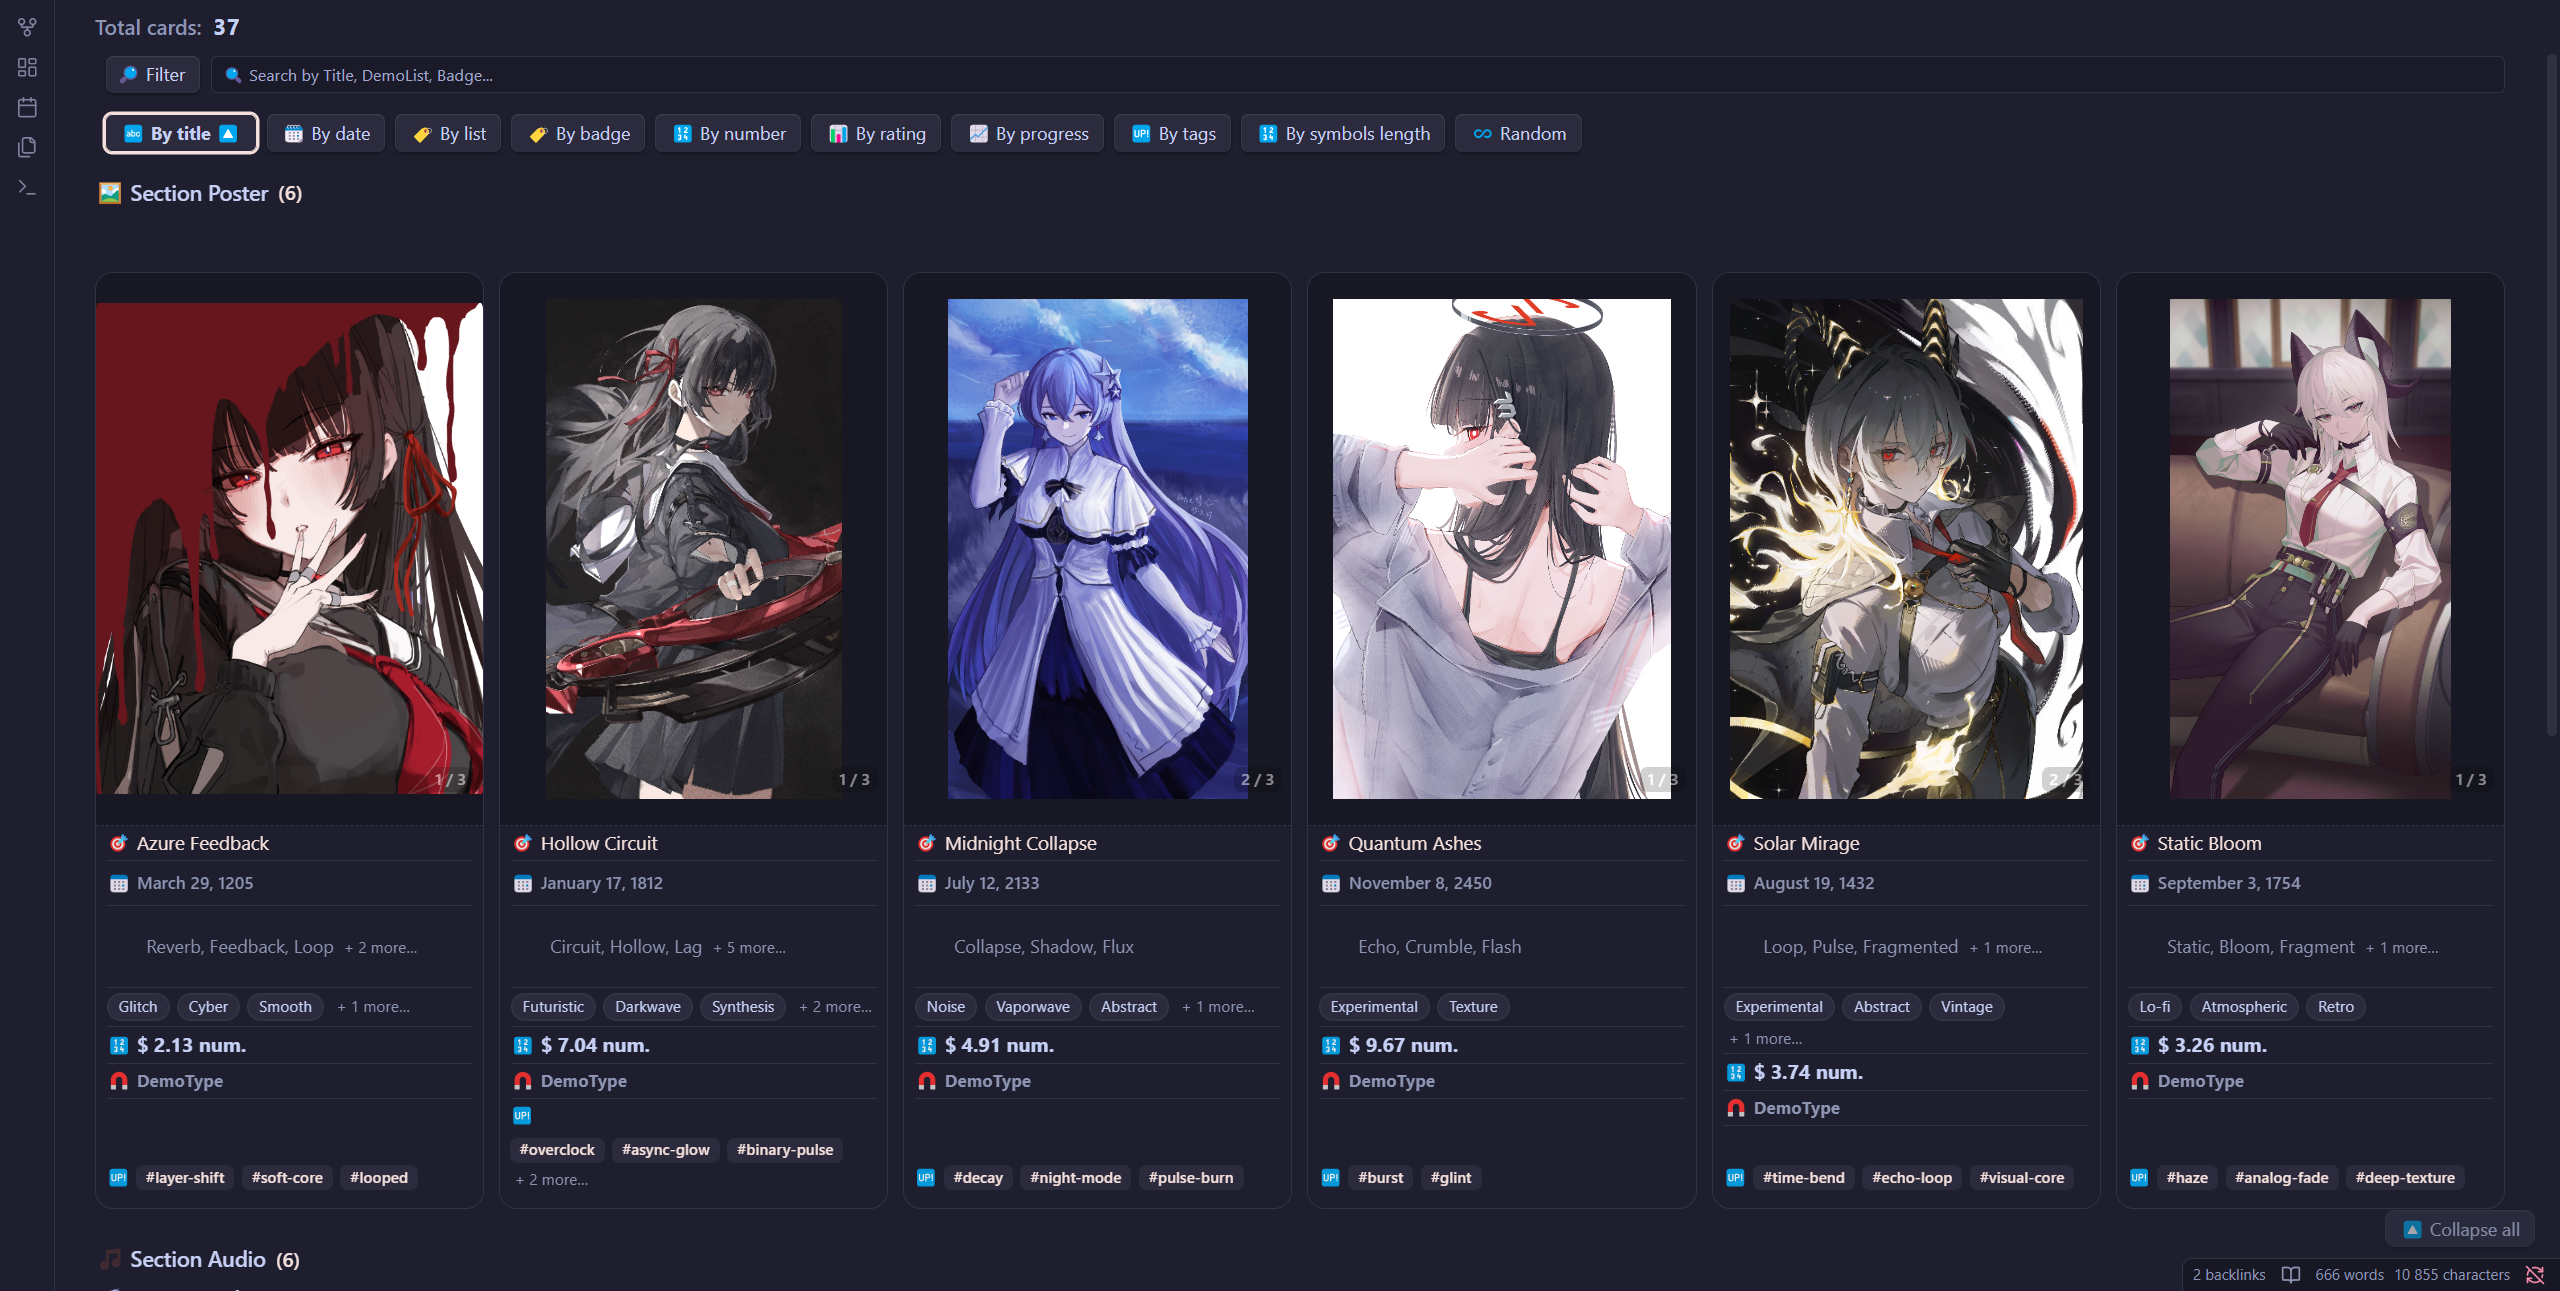 Total cards: 37
Filter
Search by Title, DemoList, Badge...
By title By date By list By badge By number By rating By progress By tags By symbols length Random
Section Poster (6)
1 / 3
1 / 3
2 / 3
1 / 3
2 / 3
1 / 3
Azure Feedback
March 29, 1205
Reverb, Feedback, Loop + 2 more...
Glitch Cyber Smooth + 1 more...
$ 2.13 num.
DemoType
#layer-shift #soft-core #looped
Hollow Circuit
January 17, 1812
Circuit, Hollow, Lag + 5 more...
Futuristic Darkwave Synthesis + 2 more...
$ 7.04 num.
DemoType
#overclock #async-glow #binary-pulse
+ 2 more...
Midnight Collapse
July 12, 2133
Collapse, Shadow, Flux
Noise Vaporwave Abstract + 1 more...
$ 4.91 num.
DemoType
#decay #night-mode #pulse-burn
Quantum Ashes
November 8, 2450
Echo, Crumble, Flash
Experimental Texture
$ 9.67 num.
DemoType
#burst #glint
Solar Mirage
August 19, 1432
Loop, Pulse, Fragmented + 1 more...
Experimental Abstract Vintage
+ 1 more...
$ 3.74 num.
DemoType
#time-bend #echo-loop #visual-core
Static Bloom
September 3, 1754
Static, Bloom, Fragment + 1 more...
Lo-fi Atmospheric Retro
$ 3.26 num.
DemoType
#haze #analog-fade #deep-texture
Collapse all
Section Audio (6)
2 backlinks 666 words 10 855 characters